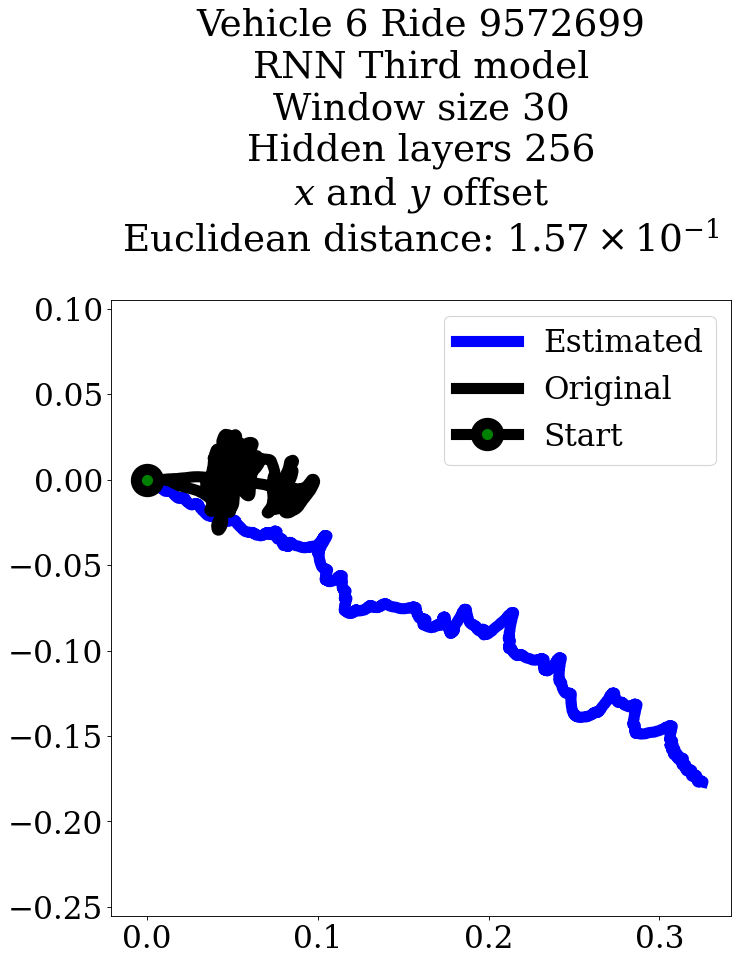 Vehicle 6 Ride 9572699
RNN Third model
Window size 30
Hidden layers 256
x and y offset
Euclidean distance: 1.57 × 10⁻¹
Estimated
Original
Start
0.10
0.05
0.00
−0.05
−0.10
−0.15
−0.20
−0.25
0.0 0.1 0.2 0.3